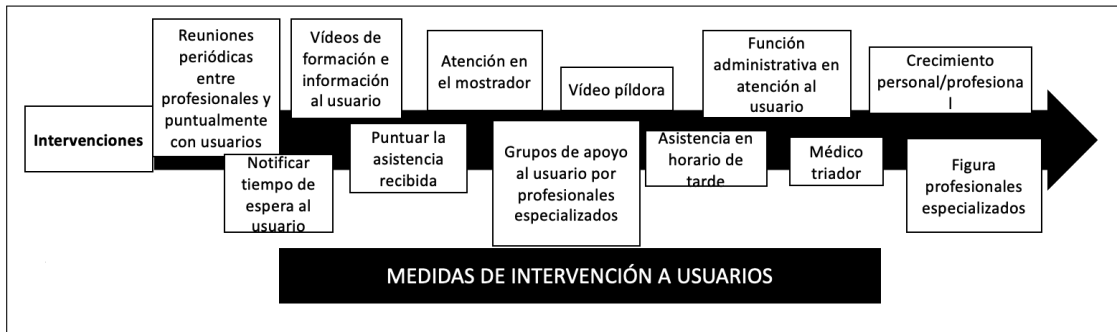 Intervenciones
Reuniones
periódicas
entre
profesionales y
puntualmente
con usuarios
Vídeos de
formación e
información
al usuario
Atención en
el mostrador
Vídeo píldora
Función
administrativa en
atención al
usuario
Crecimiento
personal/profesiona
l
Notificar
tiempo de
espera al
usuario
Puntuar la
asistencia
recibida
Grupos de apoyo
al usuario por
profesionales
especializados
Asistencia en
horario de
tarde
Médico
triador
Figura
profesionales
especializados
MEDIDAS DE INTERVENCIÓN A USUARIOS